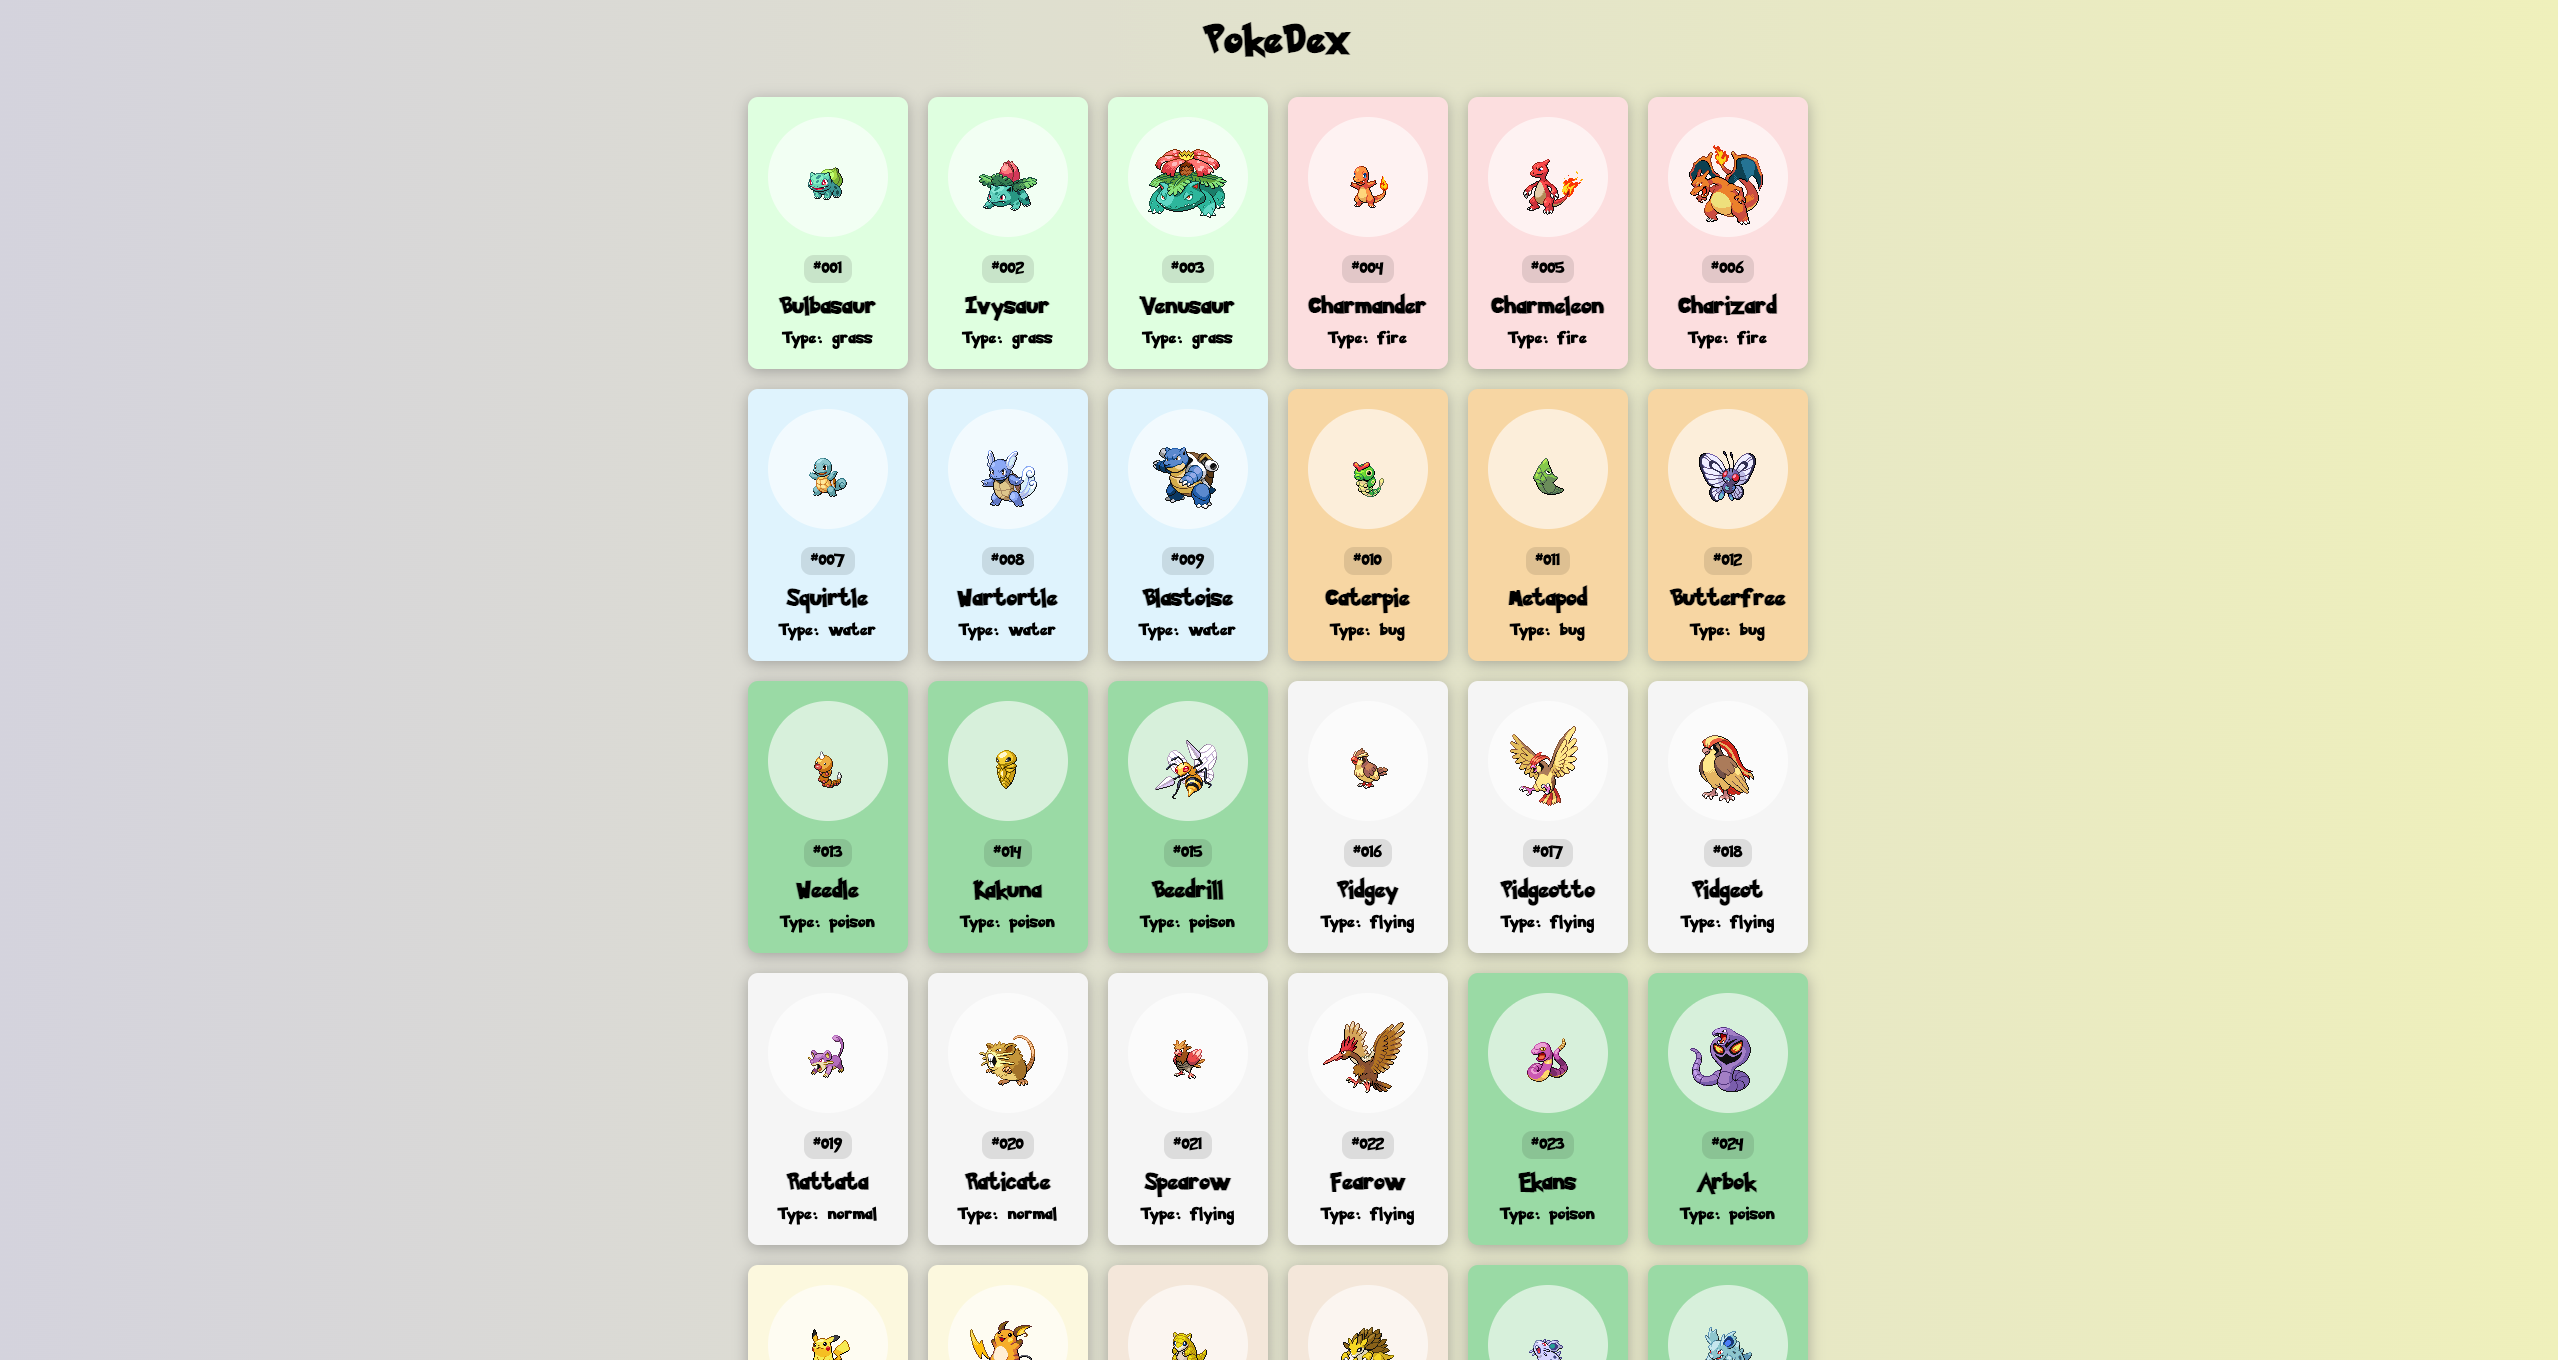 PokeDex
#001
Bulbasaur
Type: grass
#002
Ivysaur
Type: grass
#003
Venusaur
Type: grass
#004
Charmander
Type: fire
#005
Charmeleon
Type: fire
#006
Charizard
Type: fire
#007
Squirtle
Type: water
#008
Wartortle
Type: water
#009
Blastoise
Type: water
#010
Caterpie
Type: bug
#011
Metapod
Type: bug
#012
Butterfree
Type: bug
#013
Weedle
Type: poison
#014
Kakuna
Type: poison
#015
Beedrill
Type: poison
#016
Pidgey
Type: flying
#017
Pidgeotto
Type: flying
#018
Pidgeot
Type: flying
#019
Rattata
Type: normal
#020
Raticate
Type: normal
#021
Spearow
Type: flying
#022
Fearow
Type: flying
#023
Ekans
Type: poison
#024
Arbok
Type: poison